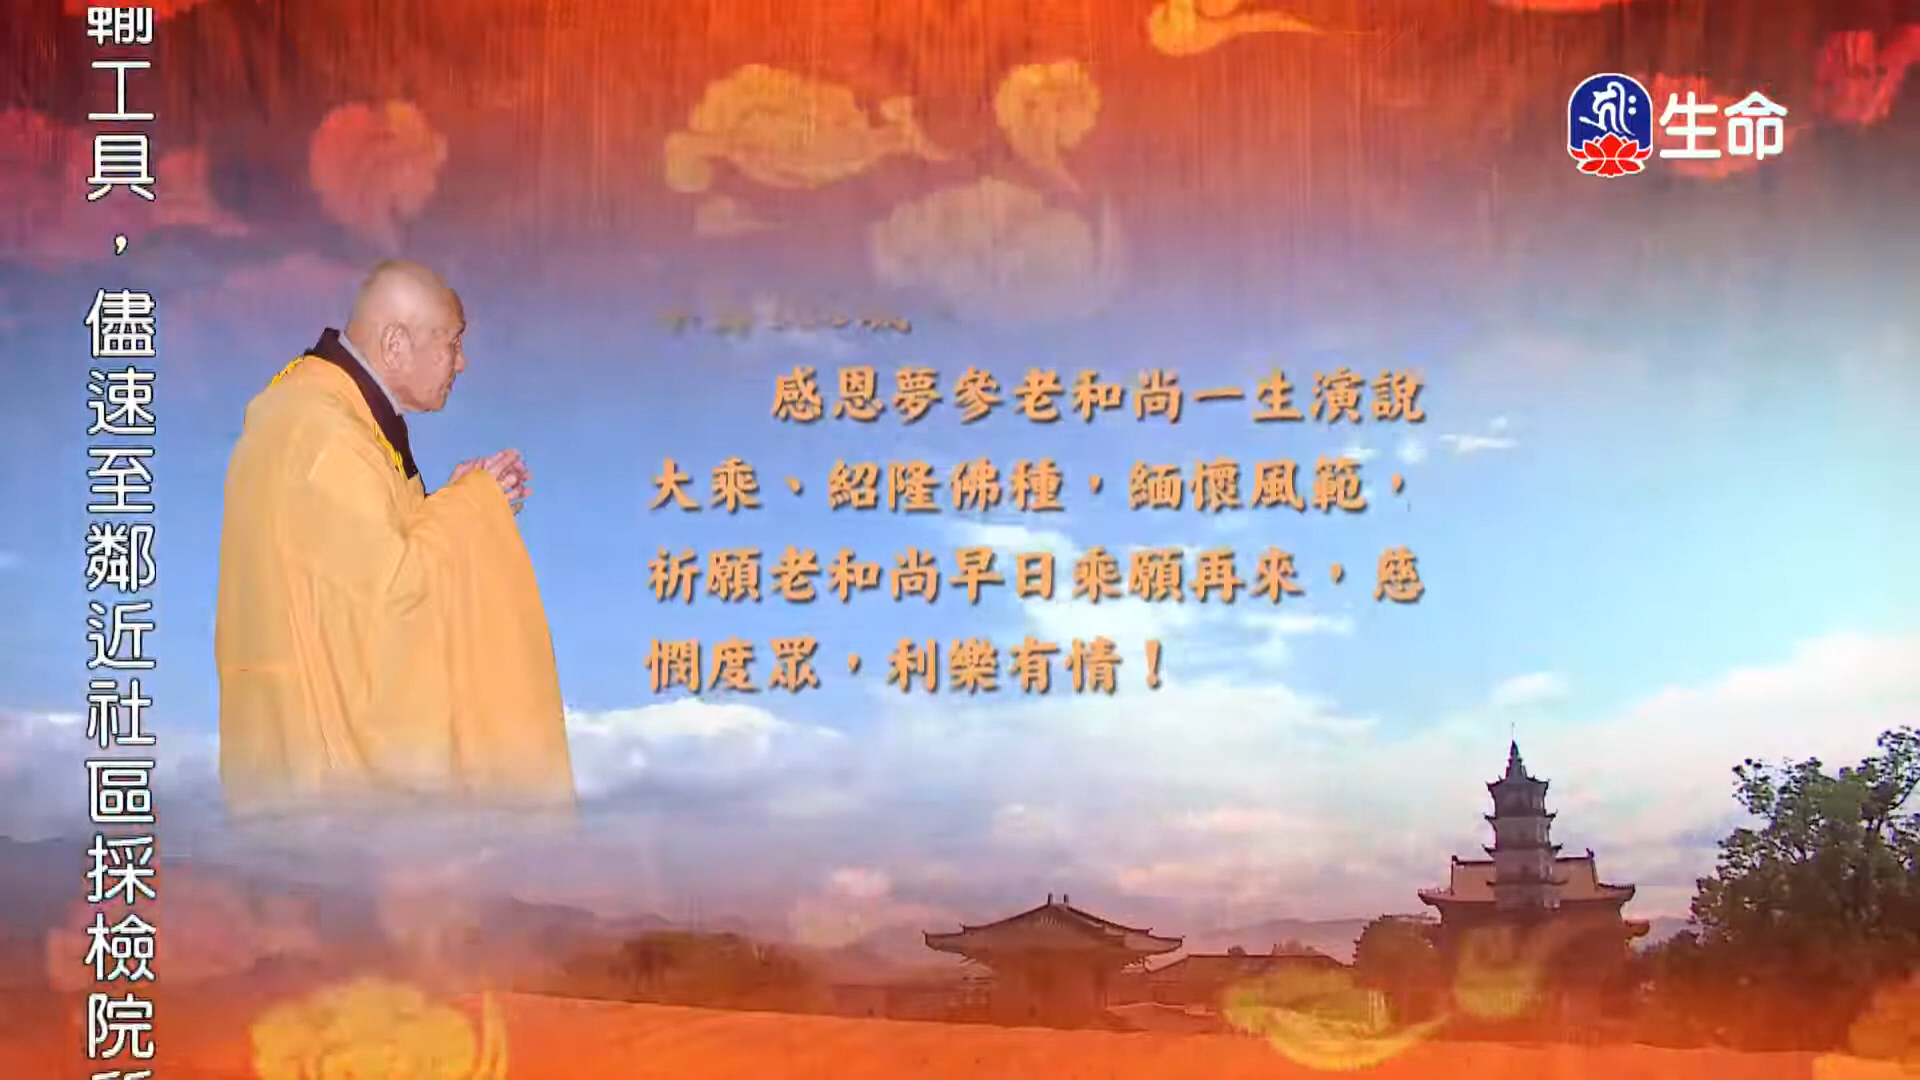 工具，儘速至鄰近社區採檢院
生命
感恩夢參老和尚一生演說
大乘、紹隆佛種，緬懷風範，
祈願老和尚早日乘願再來，慈
憫度眾，利樂有情！